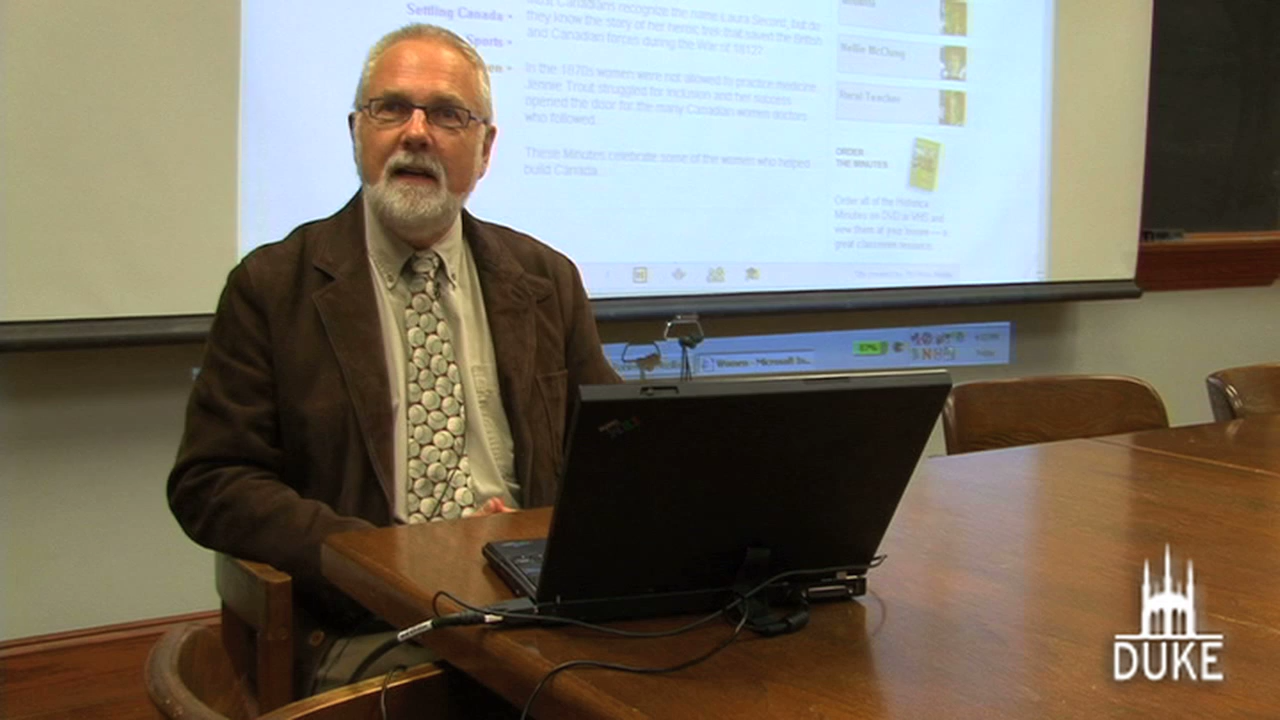 Settling Canada
Sports
most Canadians recognize the name Laura Secord, but do
they know the story of her heroic trek that saved the British
and Canadian forces during the War of 1812?
In the 1870s women were not allowed to practice medicine.
Jennie Trout struggled for inclusion and her success
opened the door for the many Canadian women doctors
who followed.
These Minutes celebrate some of the women who helped
build Canada.
Nellie McClung
Rural Teacher
ORDER
THE MINUTES
Order all of the Historica
Minutes on DVD or VHS and
view them at your leisure — a
great classroom resource.
Women - Microsoft In...
DUKE